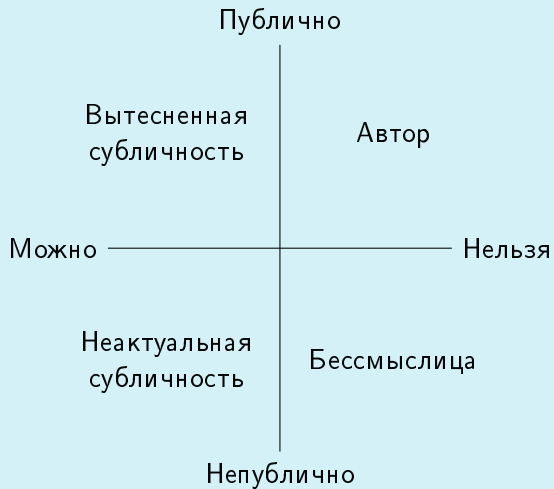 Публично
Вытесненная
субличность
Автор
Можно
Нельзя
Неактуальная
субличность
Бессмыслица
Непублично